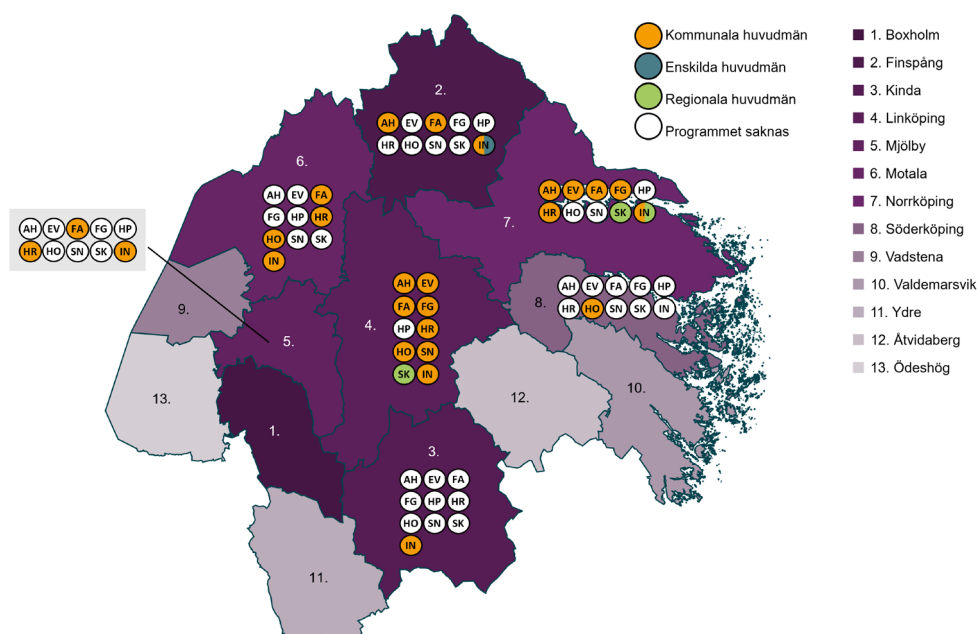 Kommunala huvudmän
Enskilda huvudmän
Regionala huvudmän
Programmet saknas
1. Boxholm
2. Finspång
3. Kinda
4. Linköping
5. Mjölby
6. Motala
7. Norrköping
8. Söderköping
9. Vadstena
10. Valdemarsvik
11. Ydre
12. Åtvidaberg
13. Ödeshög
2.
AH EV FA FG HP
HR HO SN SK IN
6.
AH EV FA
FG HP HR
HO SN SK
IN
7.
AH EV FA FG HP
HR HO SN SK IN
AH EV FA FG HP
HR HO SN SK IN
8.
AH EV FA FG HP
HR HO SN SK IN
9.
4.
AH EV
FA FG
HP HR
HO SN
SK IN
5.
10.
12.
13.
1.
3.
AH EV FA
FG HP HR
HO SN SK
IN
11.